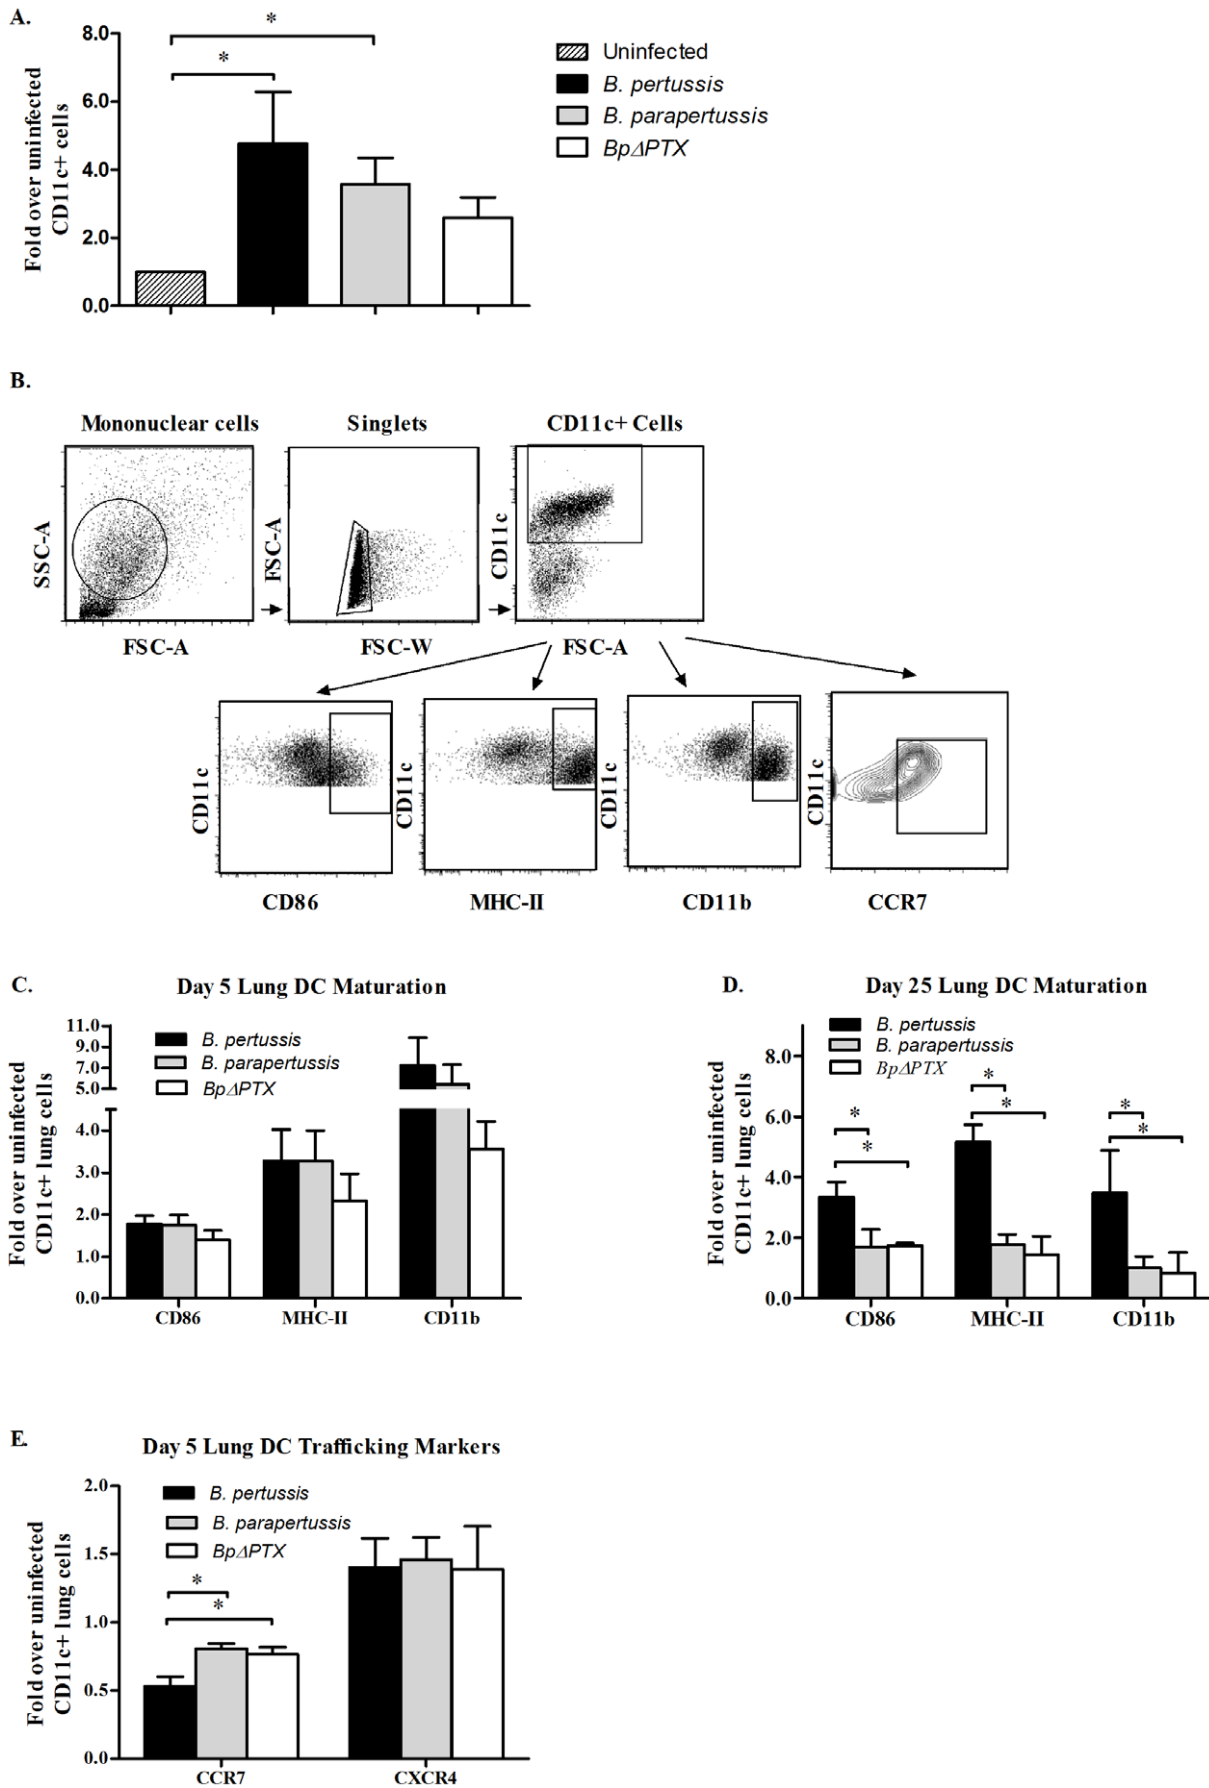 A.
Fold over uninfected
CD11c+ cells
8.0
6.0
4.0
2.0
0.0
*
*
Uninfected
B. pertussis
B. parapertussis
BpΔPTX
B.
Mononuclear cells
Singlets
CD11c+ Cells
SSC-A
FSC-A
CD11c
FSC-A
FSC-W
FSC-A
CD11c
CD11c
CD11c
CD11c
CD86
MHC-II
CD11b
CCR7
C.
Day 5 Lung DC Maturation
Fold over uninfected
CD11c+ lung cells
11.0
9.0
7.0
5.0
4.0
3.0
2.0
1.0
0.0
B. pertussis
B. parapertussis
BpΔPTX
CD86
MHC-II
CD11b
D.
Day 25 Lung DC Maturation
Fold over uninfected
CD11c+ lung cells
8.0
6.0
4.0
2.0
0.0
B. pertussis
B. parapertussis
BpΔPTX
*
*
*
*
*
*
CD86
MHC-II
CD11b
E.
Day 5 Lung DC Trafficking Markers
Fold over uninfected
CD11c+ lung cells
2.0
1.5
1.0
0.5
0.0
B. pertussis
B. parapertussis
BpΔPTX
*
*
CCR7
CXCR4